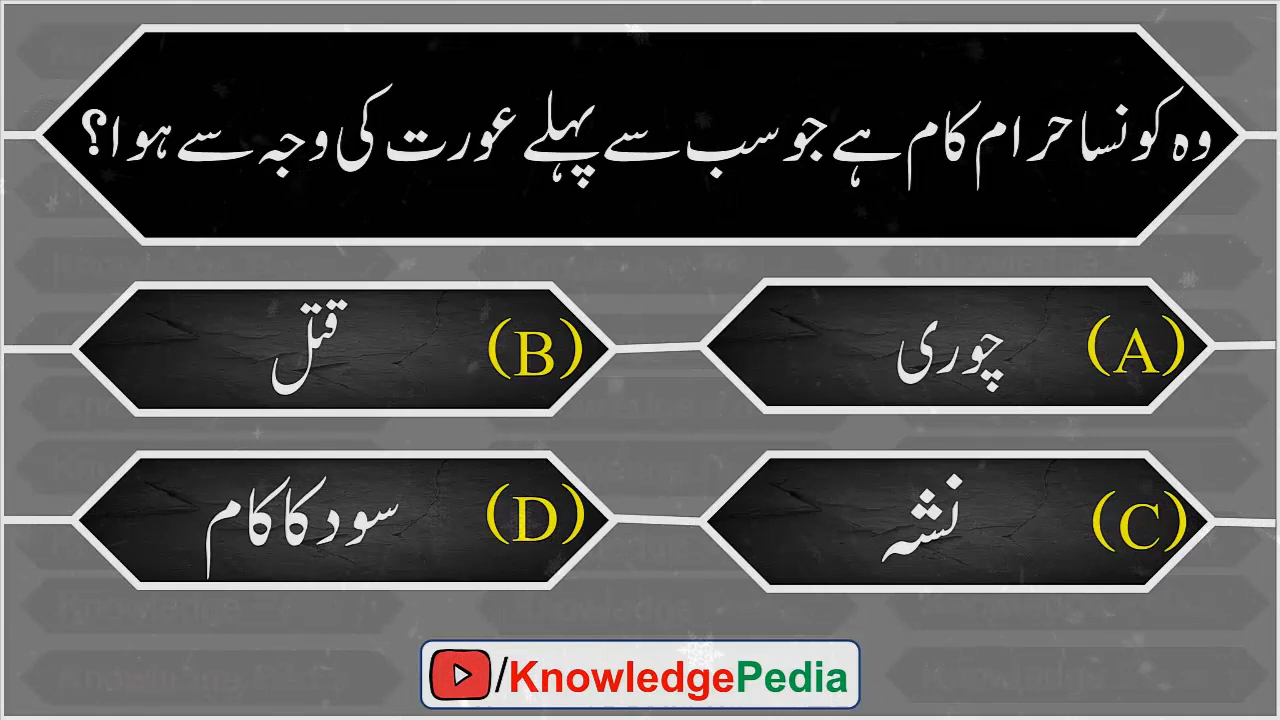 وہ کونسا حرام کام ہے جو سب سے پہلے عورت کی وجہ سے ہوا؟
(A) چوری
(B) قتل
(C) نشہ
(D) سود کا کام
/KnowledgePedia